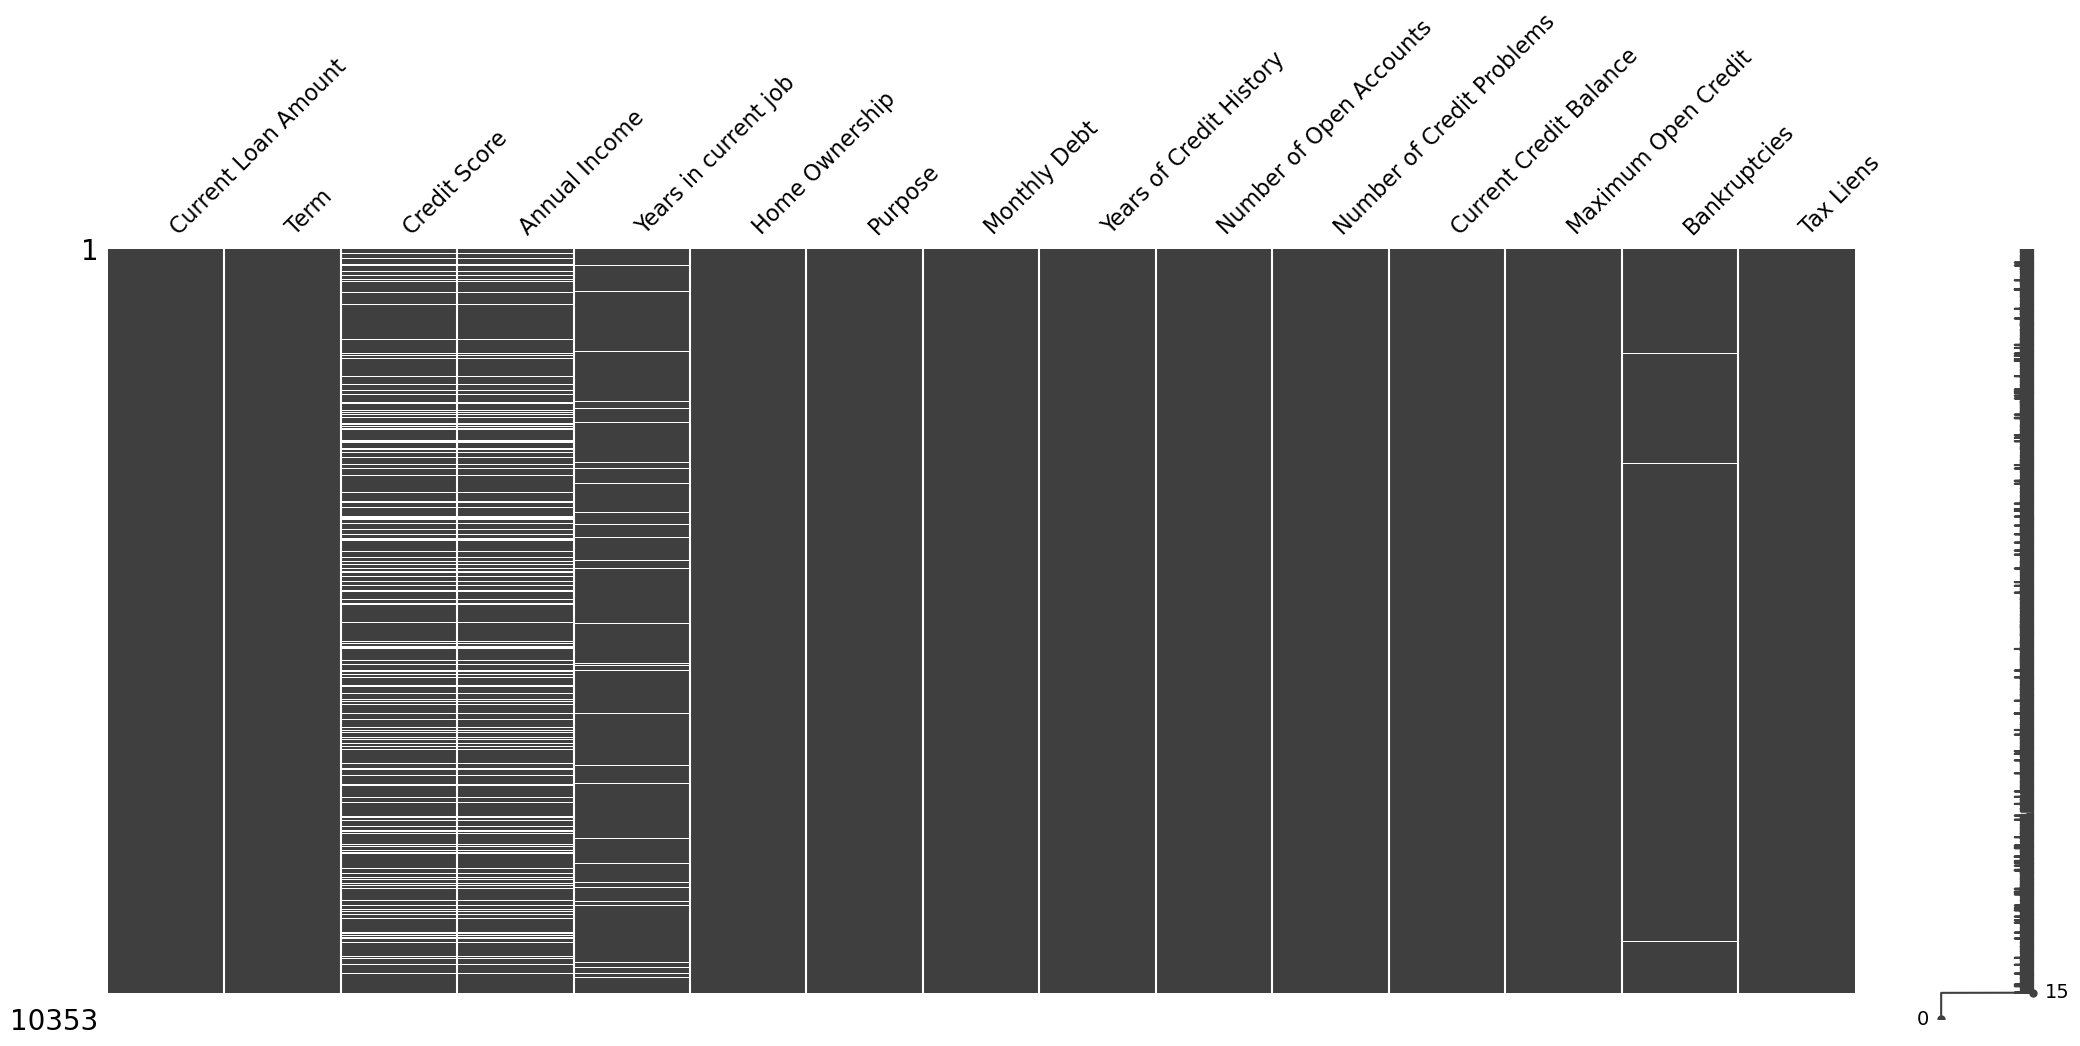 Current Loan Amount
Term
Credit Score
Annual Income
Years in current job
Home Ownership
Purpose
Monthly Debt
Years of Credit History
Number of Open Accounts
Number of Credit Problems
Current Credit Balance
Maximum Open Credit
Bankruptcies
Tax Liens
1
10353
15
0